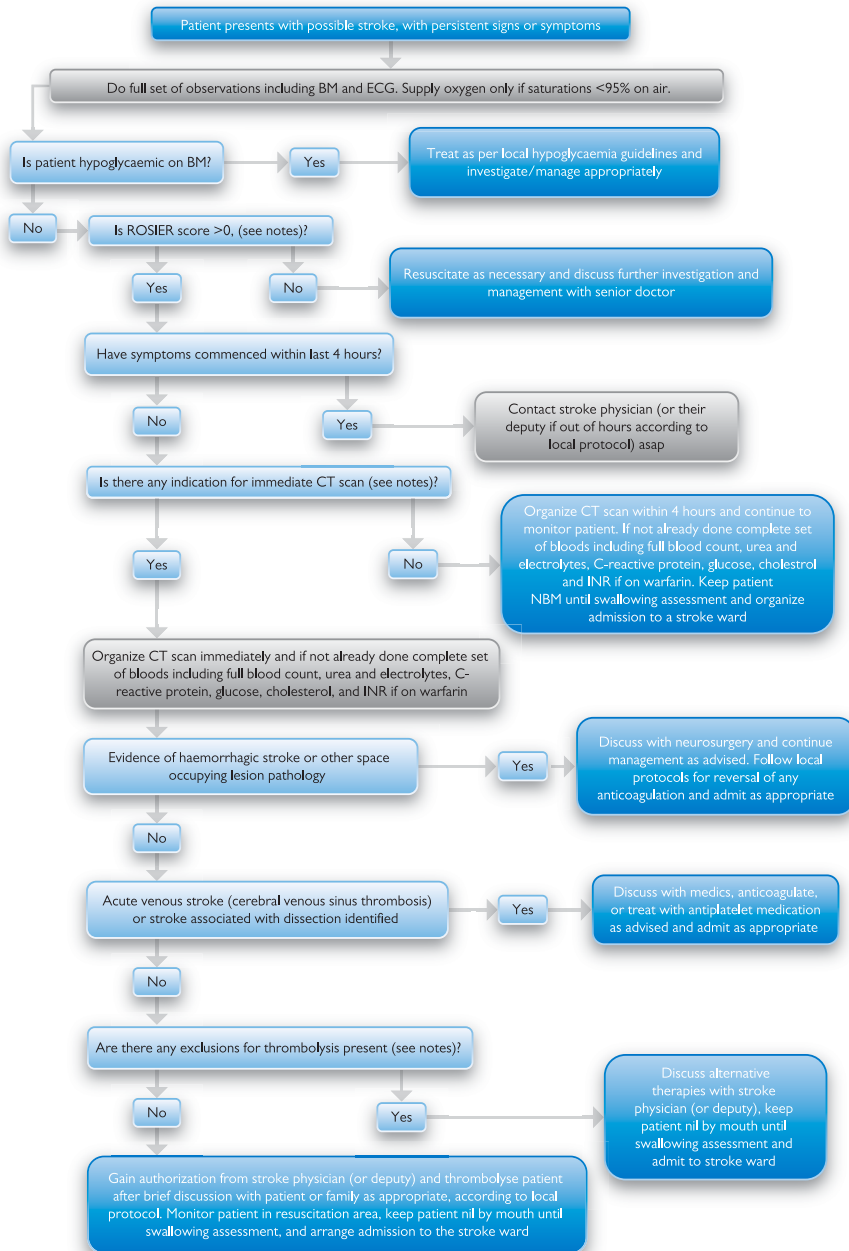 Patient presents with possible stroke, with persistent signs or symptoms
Do full set of observations including BM and ECG. Supply oxygen only if saturations <95% on air.
Is patient hypoglycaemic on BM?
Yes
Treat as per local hypoglycaemia guidelines and
investigate/manage appropriately
No
Is ROSIER score >0, (see notes)?
Yes
No
Resuscitate as necessary and discuss further investigation and
management with senior doctor
Have symptoms commenced within last 4 hours?
No
Yes
Contact stroke physician (or their
deputy if out of hours according to
local protocol) asap
Is there any indication for immediate CT scan (see notes)?
Yes
No
Organize CT scan within 4 hours and continue to
monitor patient. If not already done complete set
of bloods including full blood count, urea and
electrolytes, C-reactive protein, glucose, cholestrol
and INR if on warfarin. Keep patient
NBM until swallowing assessment and organize
admission to a stroke ward
Organize CT scan immediately and if not already done complete set
of bloods including full blood count, urea and electrolytes, C-
reactive protein, glucose, cholesterol, and INR if on warfarin
Evidence of haemorrhagic stroke or other space
occupying lesion pathology
Yes
Discuss with neurosurgery and continue
management as advised. Follow local
protocols for reversal of any
anticoagulation and admit as appropriate
No
Acute venous stroke (cerebral venous sinus thrombosis)
or stroke associated with dissection identified
Yes
Discuss with medics, anticoagulate,
or treat with antiplatelet medication
as advised and admit as appropriate
No
Are there any exclusions for thrombolysis present (see notes)?
No
Yes
Discuss alternative
therapies with stroke
physician (or deputy), keep
patient nil by mouth until
swallowing assessment and
admit to stroke ward
Gain authorization from stroke physician (or deputy) and thrombolyse patient
after brief discussion with patient or family as appropriate, according to local
protocol. Monitor patient in resuscitation area, keep patient nil by mouth until
swallowing assessment, and arrange admission to the stroke ward